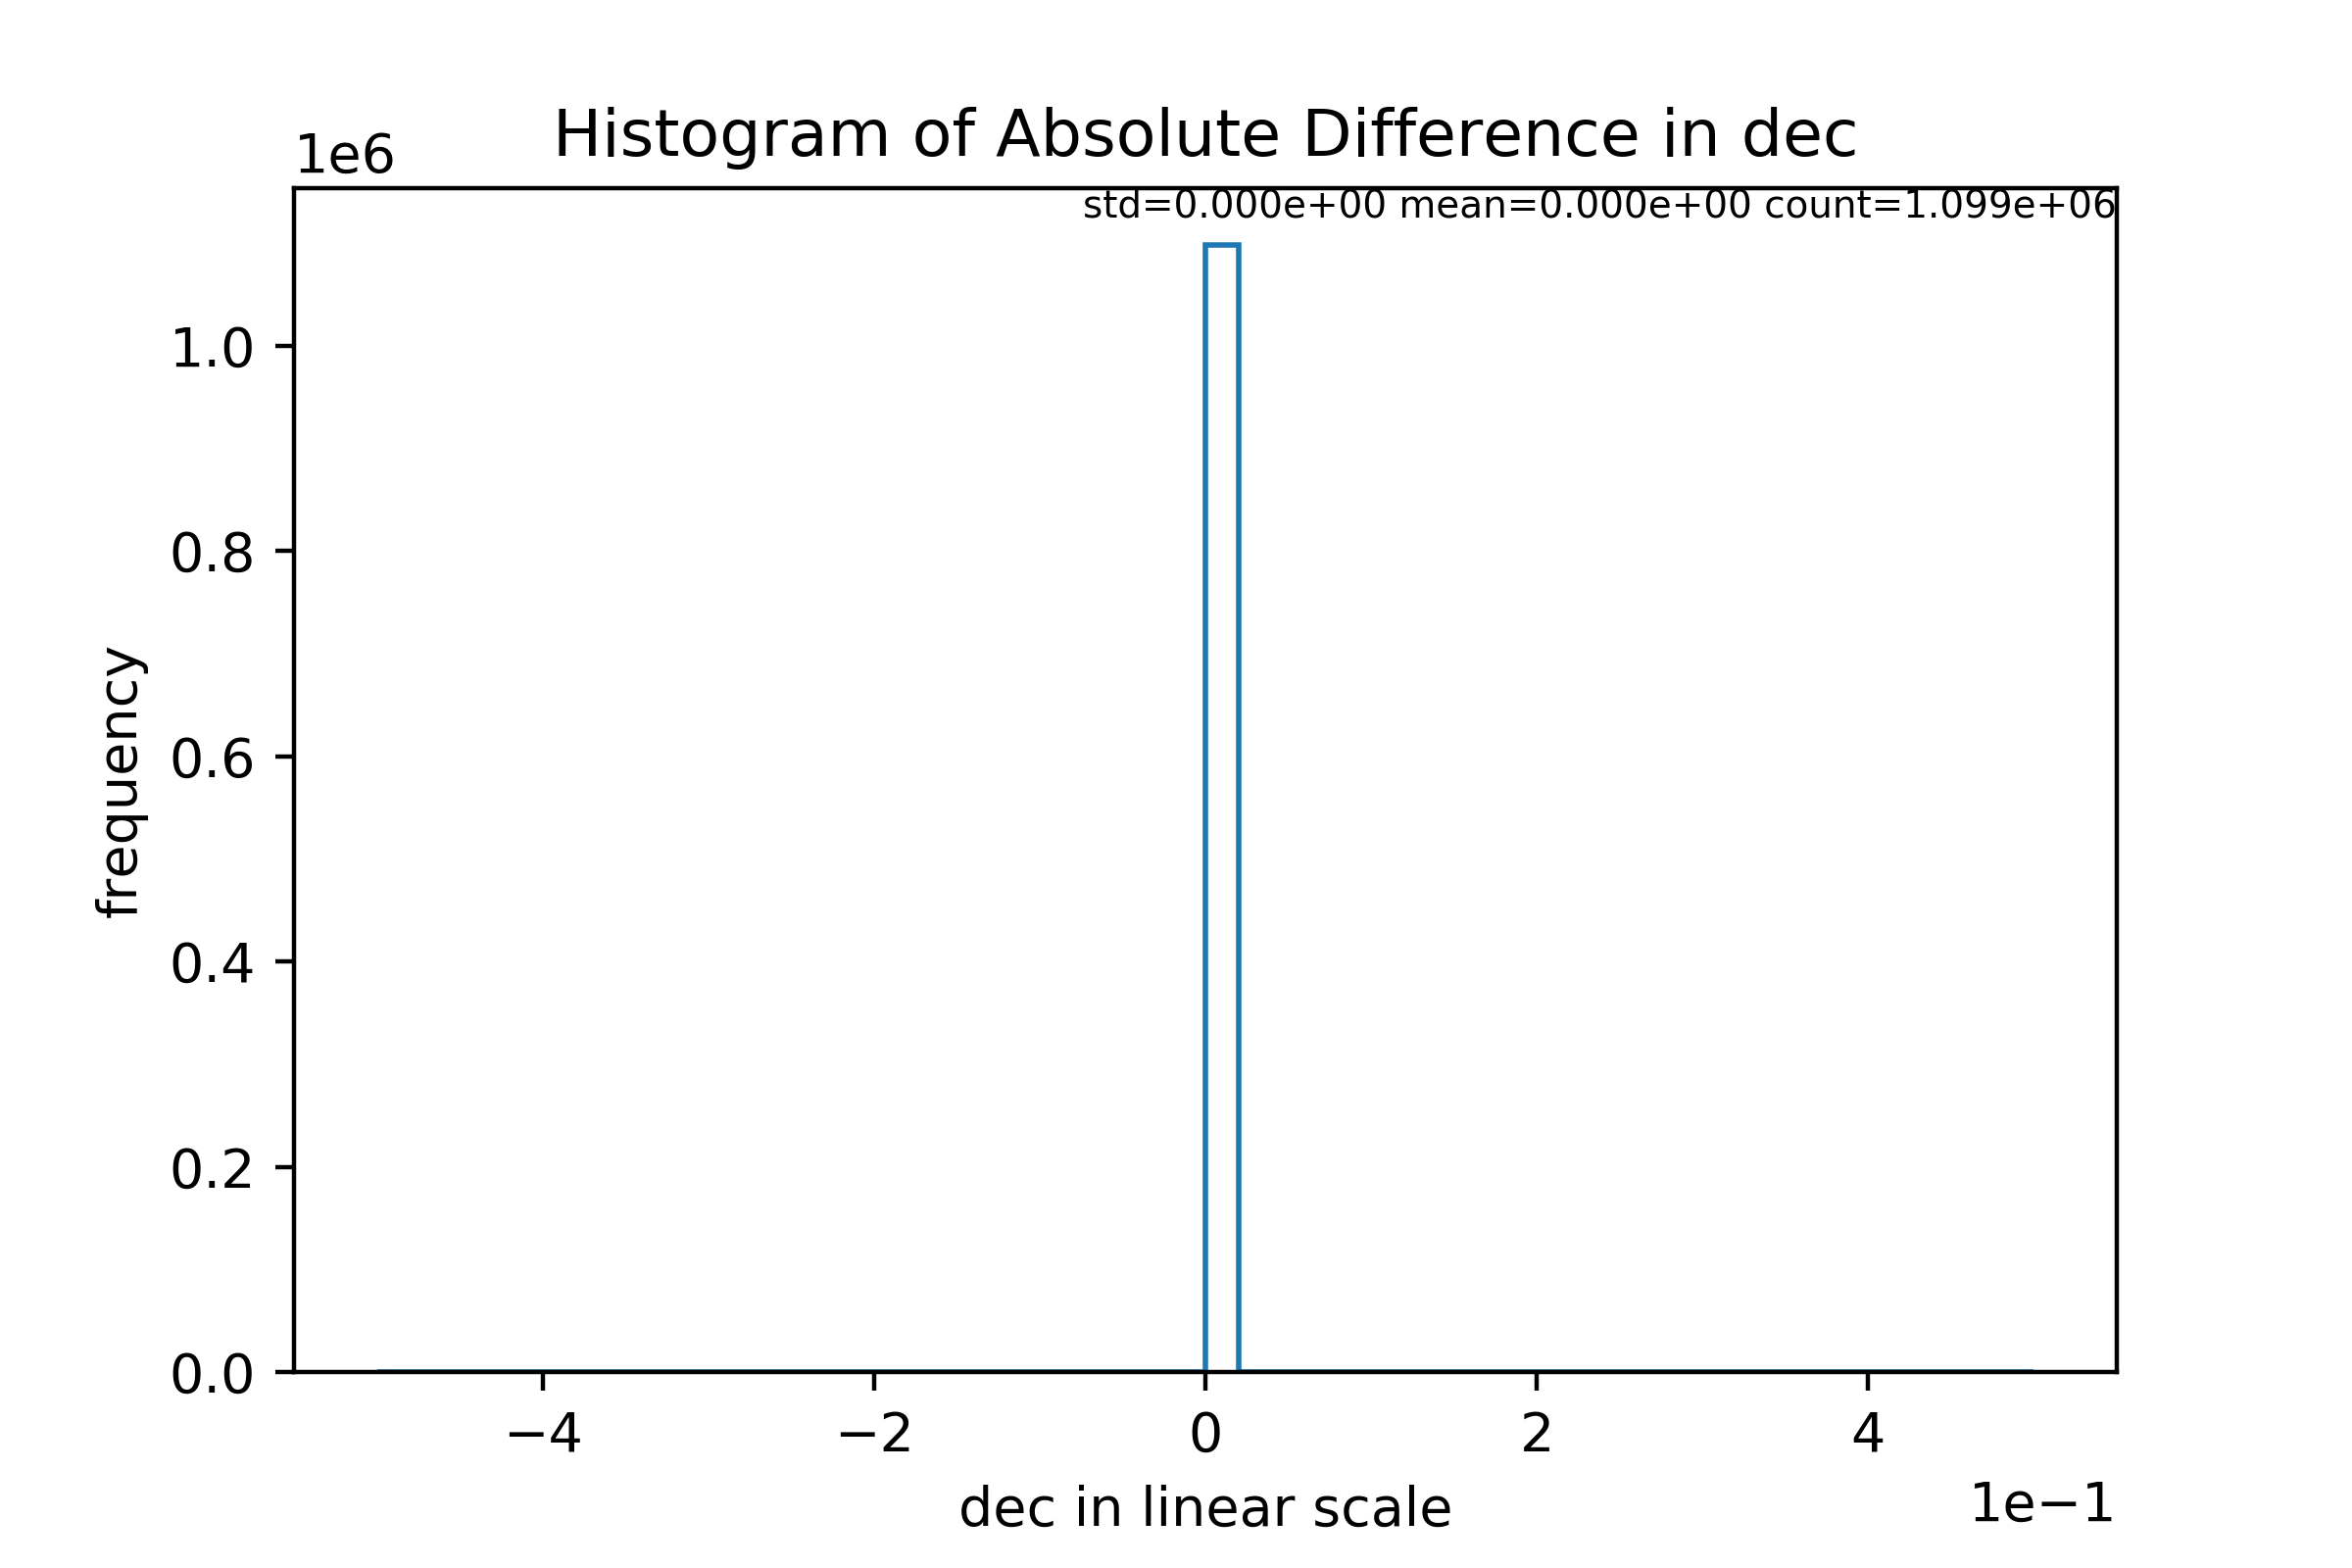 Histogram of Absolute Difference in dec
1e6
std=0.000e+00 mean=0.000e+00 count=1.099e+06
1.0
0.8
0.6
0.4
0.2
0.0
frequency
−4 −2 0 2 4
dec in linear scale
1e−1